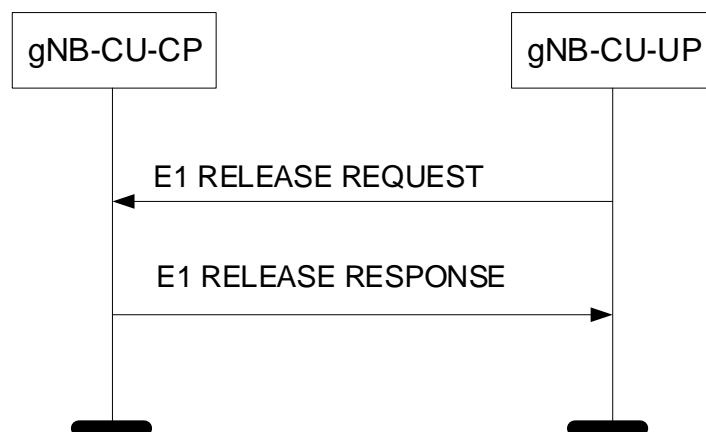 gNB-CU-CP
gNB-CU-UP
E1 RELEASE REQUEST
E1 RELEASE RESPONSE